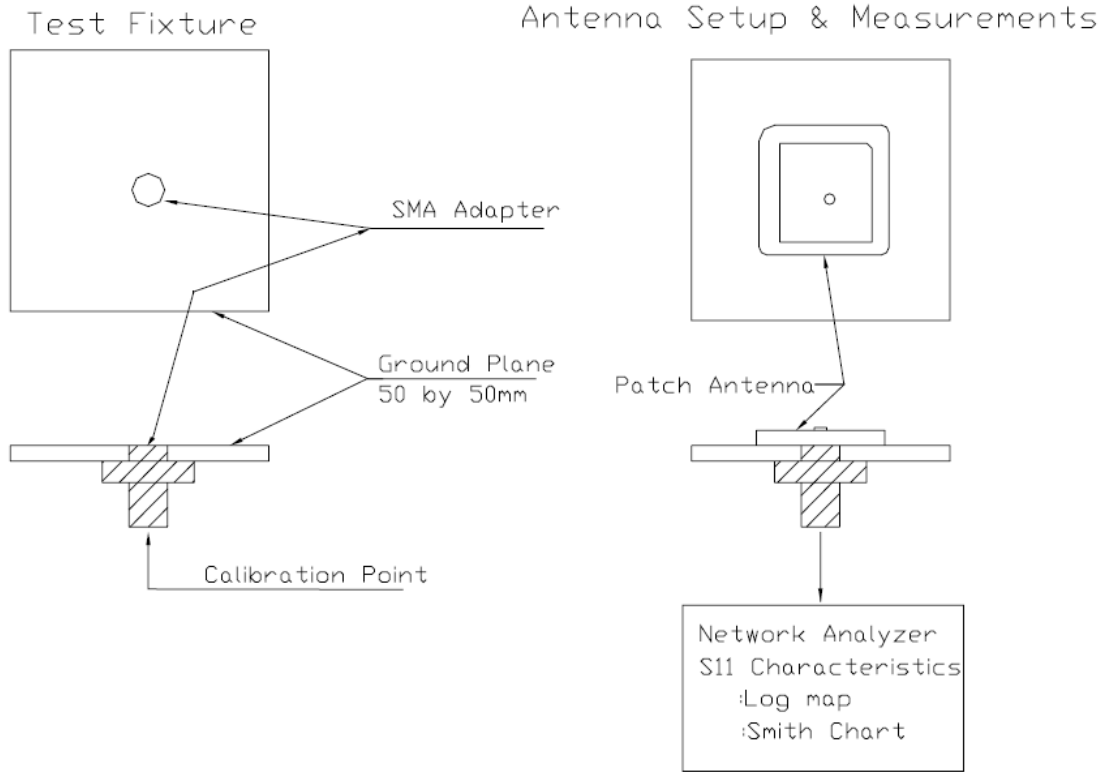 Test Fixture
Antenna Setup & Measurements
SMA Adapter
Ground Plane
50 by 50mm
Patch Antenna
Calibration Point
Network Analyzer
S11 Characteristics
:Log map
:Smith Chart